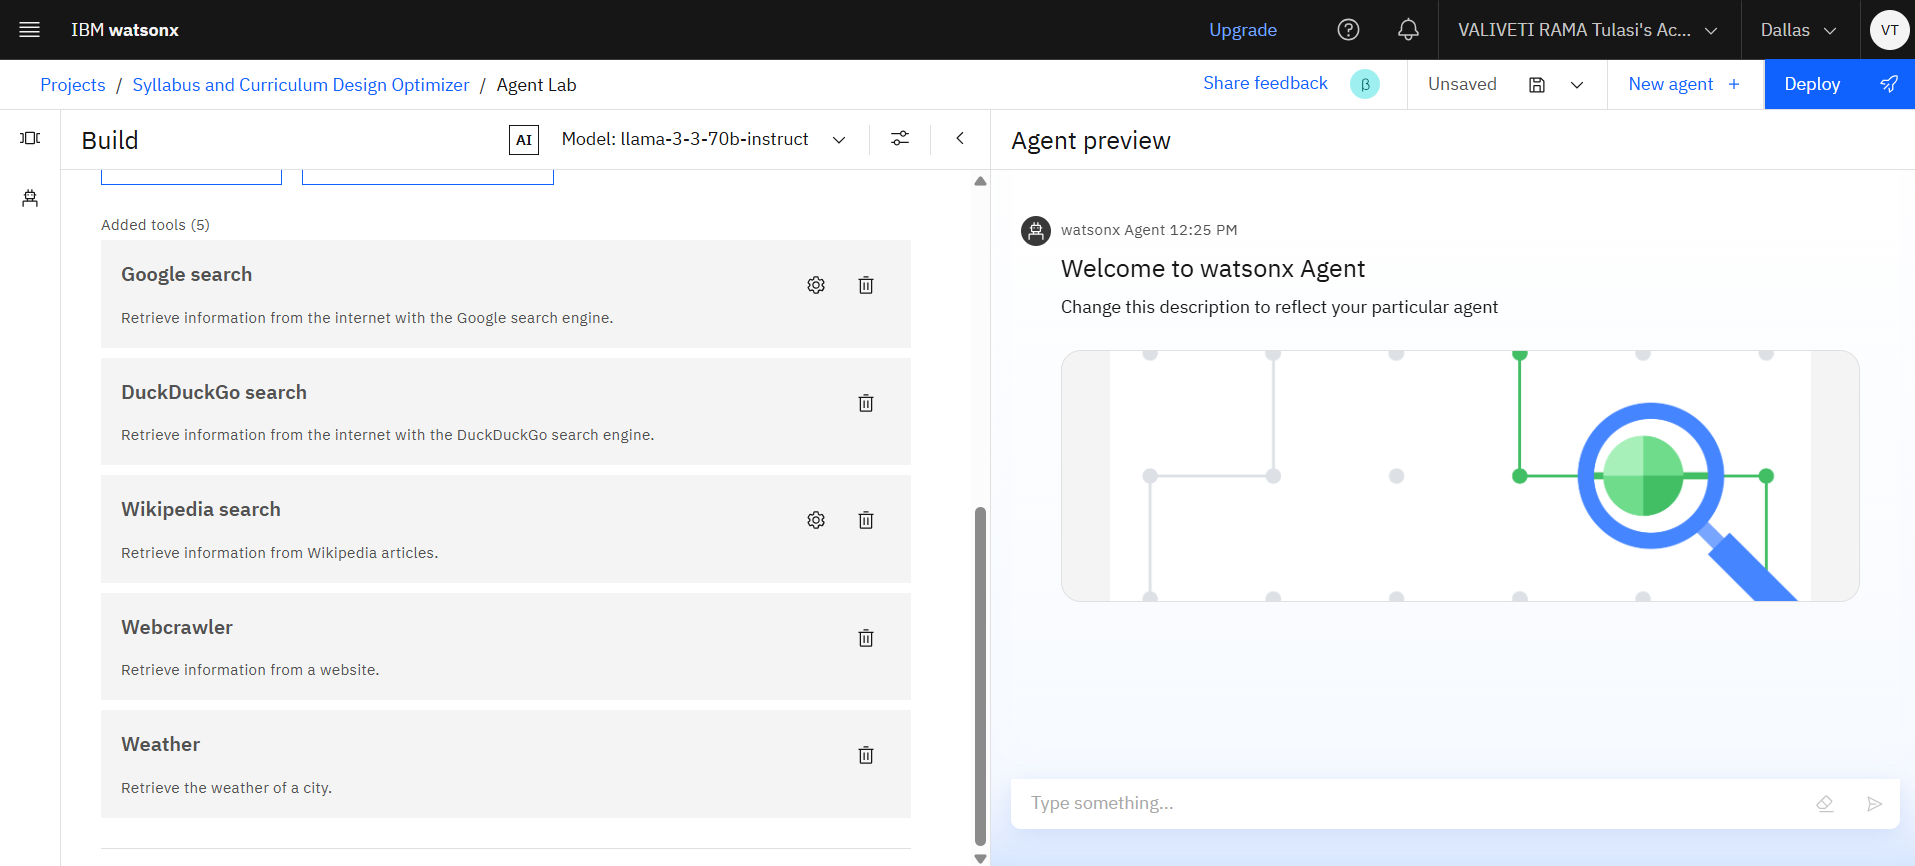 IBM watsonx
Upgrade
VALIVETI RAMA Tulasi's Ac...
Dallas
VT
Projects / Syllabus and Curriculum Design Optimizer / Agent Lab
Share feedback
β
Unsaved
New agent +
Deploy
Build
AI
Model: llama-3-3-70b-instruct
Agent preview
Added tools (5)
Google search
Retrieve information from the internet with the Google search engine.
DuckDuckGo search
Retrieve information from the internet with the DuckDuckGo search engine.
Wikipedia search
Retrieve information from Wikipedia articles.
Webcrawler
Retrieve information from a website.
Weather
Retrieve the weather of a city.
watsonx Agent 12:25 PM
Welcome to watsonx Agent
Change this description to reflect your particular agent
Type something...